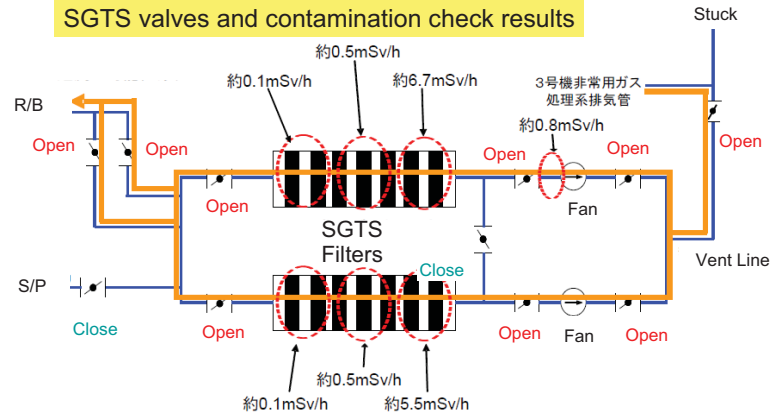 SGTS valves and contamination check results
Stuck
約0.5mSv/h
約0.1mSv/h
約6.7mSv/h
3号機非常用ガス
処理系排気管
約0.8mSv/h
R/B
Open
Open
Open
Open
Open
Open
Fan
SGTS
Filters
Close
Vent Line
S/P
Close
Open
Open
Fan
Open
約0.5mSv/h
約0.1mSv/h
約5.5mSv/h